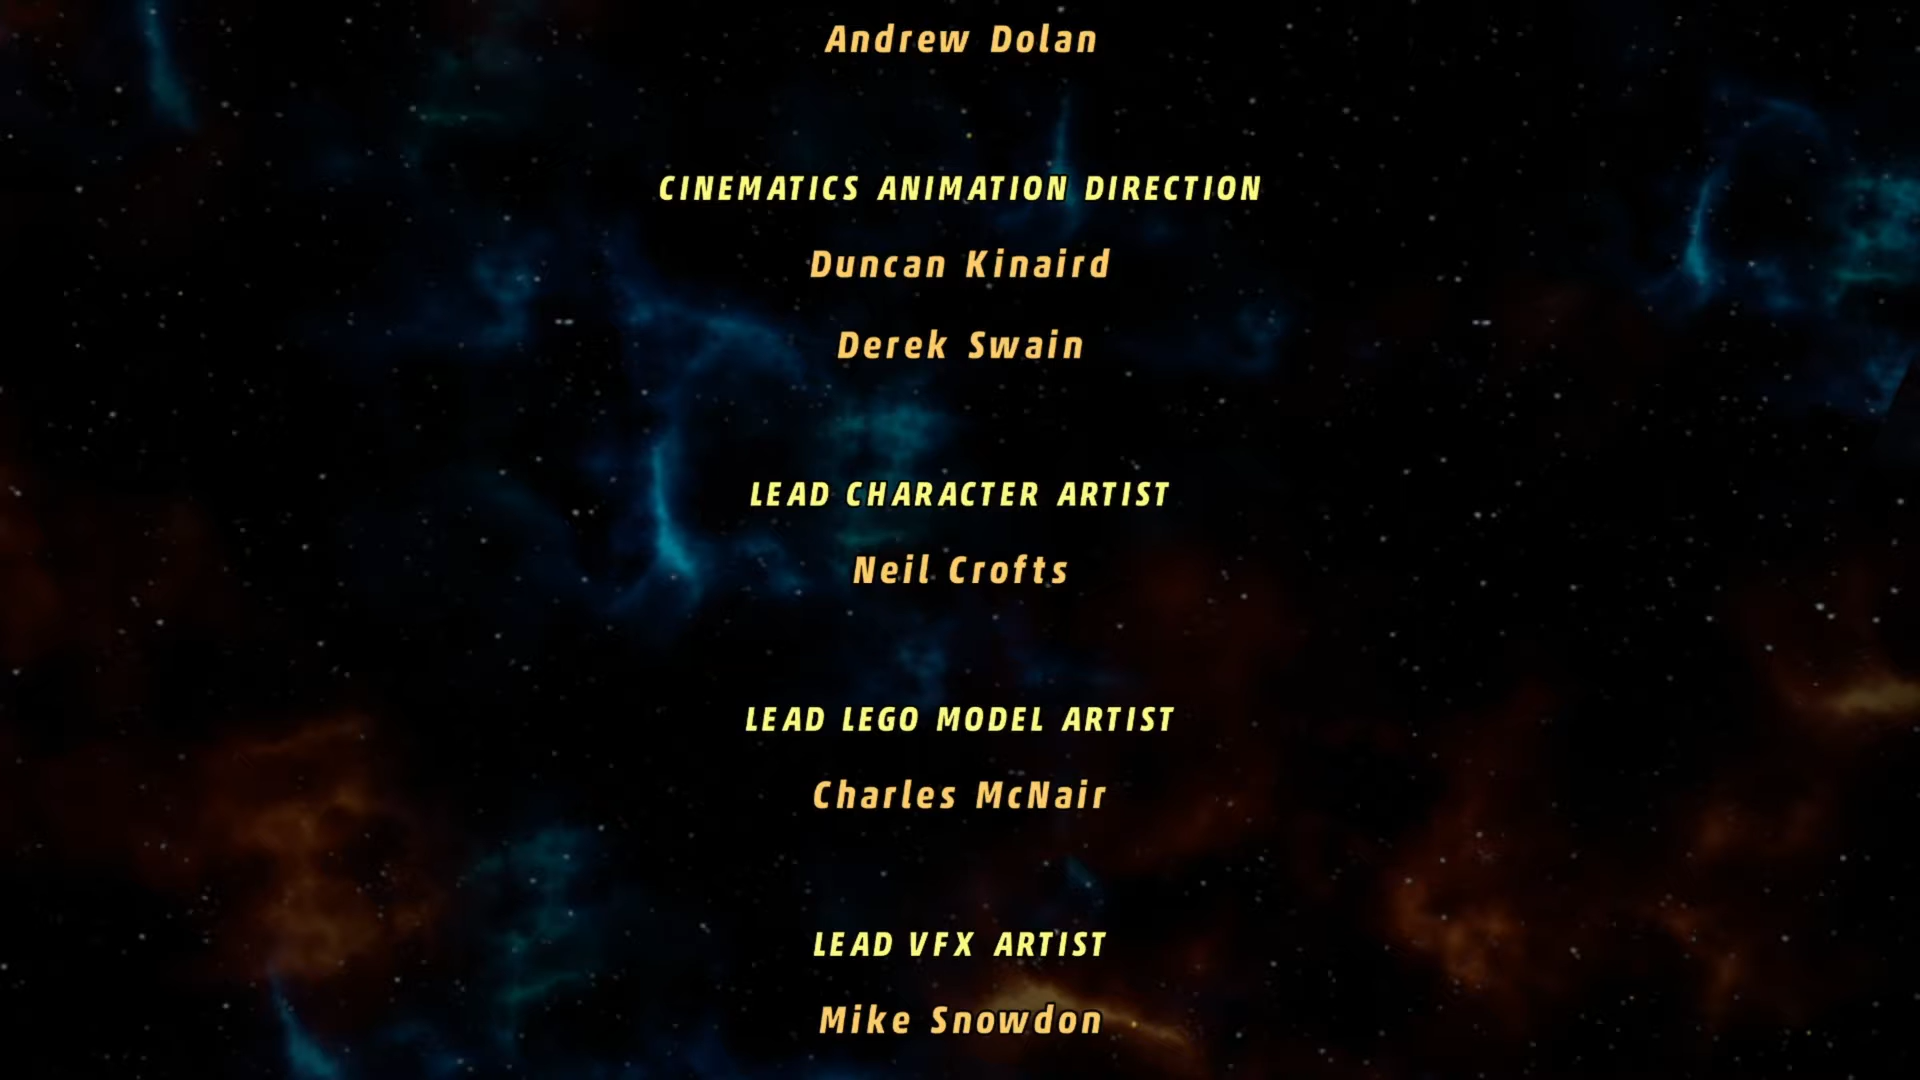 Andrew Dolan
CINEMATICS ANIMATION DIRECTION
Duncan Kinaird
Derek Swain
LEAD CHARACTER ARTIST
Neil Crofts
LEAD LEGO MODEL ARTIST
Charles McNair
LEAD VFX ARTIST
Mike Snowdon